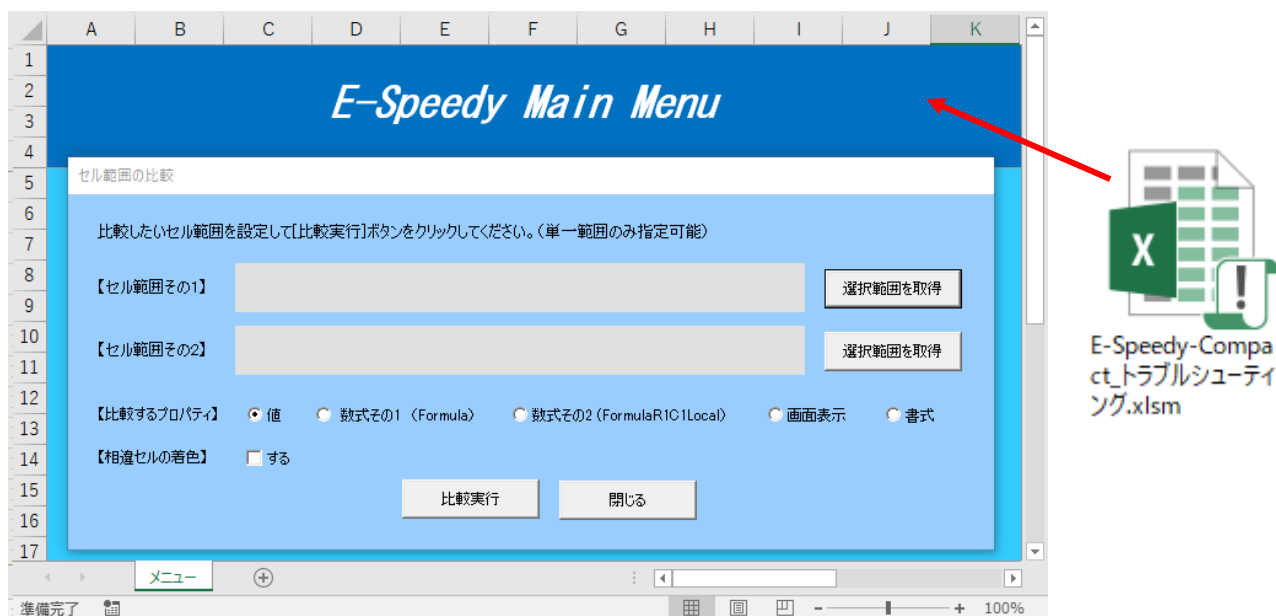 A B C D E F G H I J K
1
2
3
4
5
6
7
8
9
10
11
12
13
14
15
16
17
E-Speedy Main Menu
セル範囲の比較
比較したいセル範囲を設定して[比較実行]ボタンをクリックしてください。(単一範囲のみ指定可能)
【セル範囲その1】 選択範囲を取得
【セル範囲その2】 選択範囲を取得
【比較するプロパティ】 値 数式その1 (Formula) 数式その2 (FormulaR1C1Local) 画面表示 書式
【相違セルの着色】 する
比較実行 閉じる
メニュー
準備完了 100%
X
E-Speedy-Compa
ct_トラブルシューティ
ング.xlsm